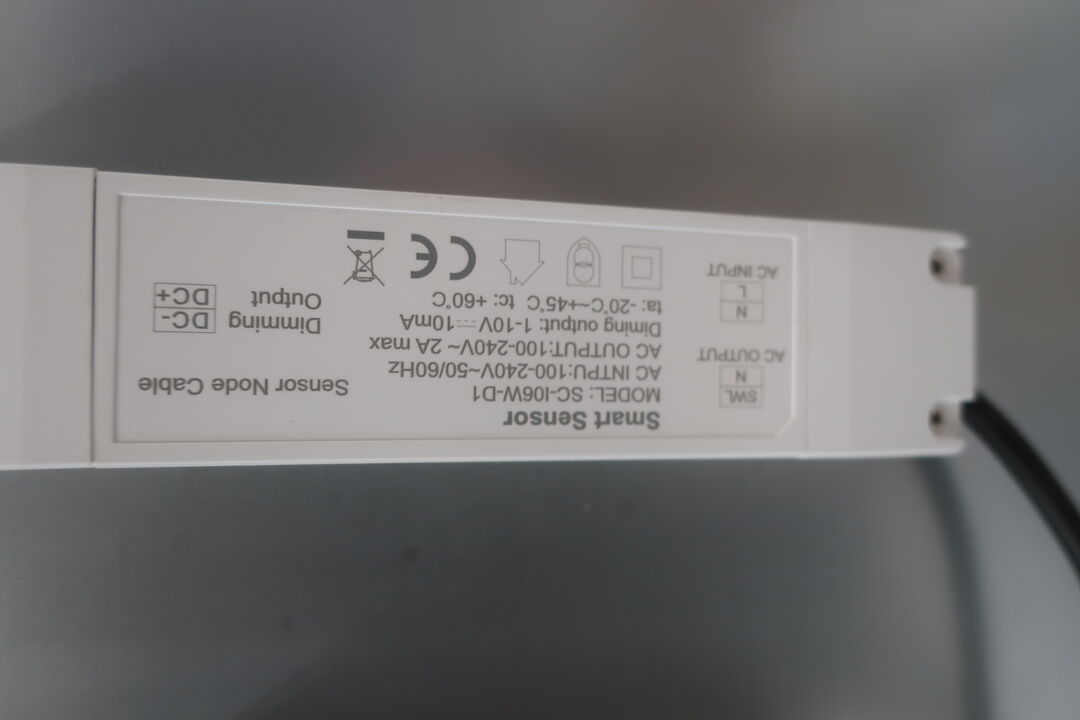 Smart Sensor
MODEL: SC-I06W-D1
AC INTPU:100-240V~50/60Hz
AC OUTPUT:100-240V~ 2A max
Diming output: 1-10V⎓10mA
ta: -20°C~+45°C tc: +60°C
SWL
N
AC OUTPUT
N
L
AC INPUT
Sensor Node Cable
Dimming
Output
DC-
DC+
CE